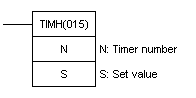 TIMH(015)
N N: Timer number
S S: Set value